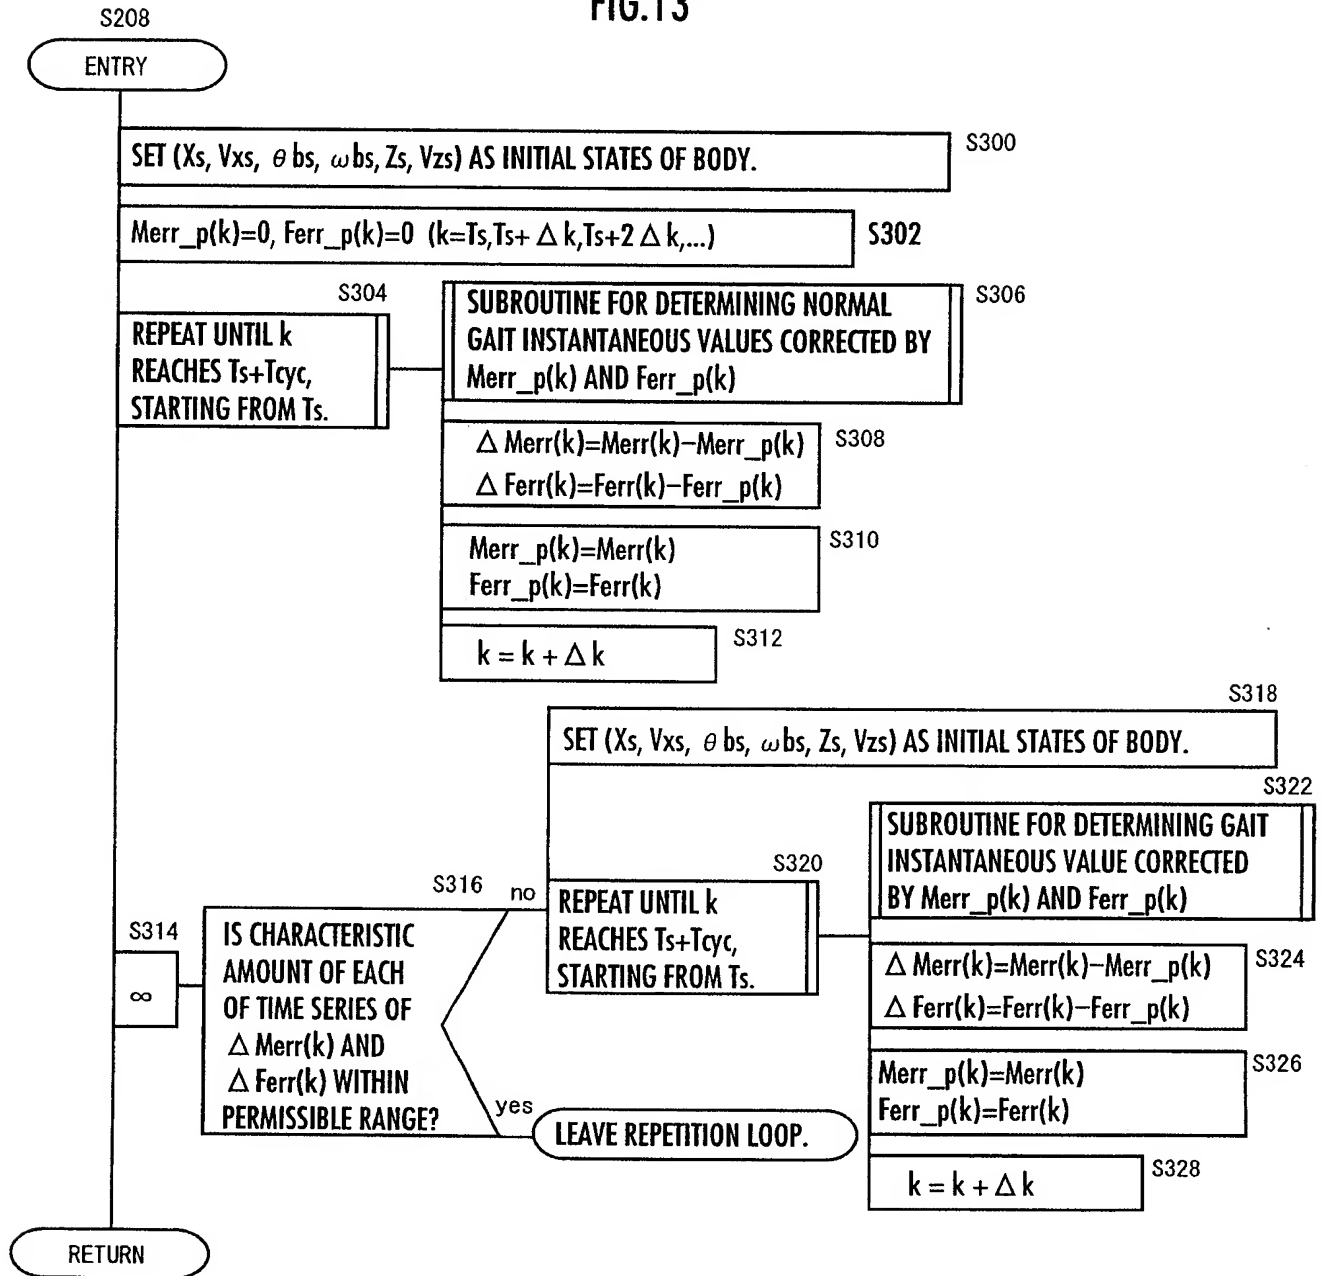 FIG.13
S208
ENTRY
SET (Xs, Vxs, θbs, ωbs, Zs, Vzs) AS INITIAL STATES OF BODY.
S300
Merr_p(k)=0, Ferr_p(k)=0 (k=Ts,Ts+Δk,Ts+2Δk,...)
S302
S304
REPEAT UNTIL k
REACHES Ts+Tcyc,
STARTING FROM Ts.
S306
SUBROUTINE FOR DETERMINING NORMAL
GAIT INSTANTANEOUS VALUES CORRECTED BY
Merr_p(k) AND Ferr_p(k)
S308
Δ Merr(k)=Merr(k)-Merr_p(k)
Δ Ferr(k)=Ferr(k)-Ferr_p(k)
S310
Merr_p(k)=Merr(k)
Ferr_p(k)=Ferr(k)
S312
k = k + Δk
S318
SET (Xs, Vxs, θbs, ωbs, Zs, Vzs) AS INITIAL STATES OF BODY.
S314
∞
S316
IS CHARACTERISTIC
AMOUNT OF EACH
OF TIME SERIES OF
Δ Merr(k) AND
Δ Ferr(k) WITHIN
PERMISSIBLE RANGE?
no
yes
LEAVE REPETITION LOOP.
S320
REPEAT UNTIL k
REACHES Ts+Tcyc,
STARTING FROM Ts.
S322
SUBROUTINE FOR DETERMINING GAIT
INSTANTANEOUS VALUE CORRECTED
BY Merr_p(k) AND Ferr_p(k)
S324
Δ Merr(k)=Merr(k)-Merr_p(k)
Δ Ferr(k)=Ferr(k)-Ferr_p(k)
S326
Merr_p(k)=Merr(k)
Ferr_p(k)=Ferr(k)
S328
k = k + Δk
RETURN